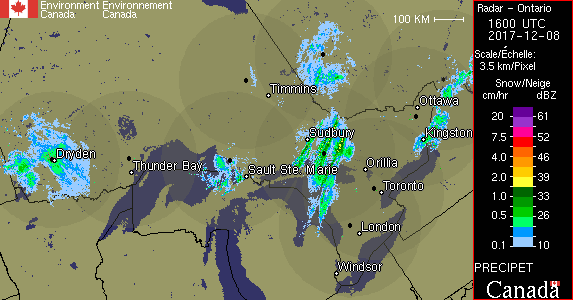 Environment Environnement
Canada Canada
100 KM
Timmins
Ottawa
Sudbury
Kingston
Dryden
Thunder Bay
Sault Ste. Marie
Orillia
Toronto
London
Windsor
Radar - Ontario
1600 UTC
2017-12-08
Scale/Échelle:
3.5 km/Pixel
Snow/Neige
cm/hr dBZ
20 61
7.5 52
4.0 46
2.0 39
1.0 33
0.5 26
0.1 10
PRECIPET
Canada